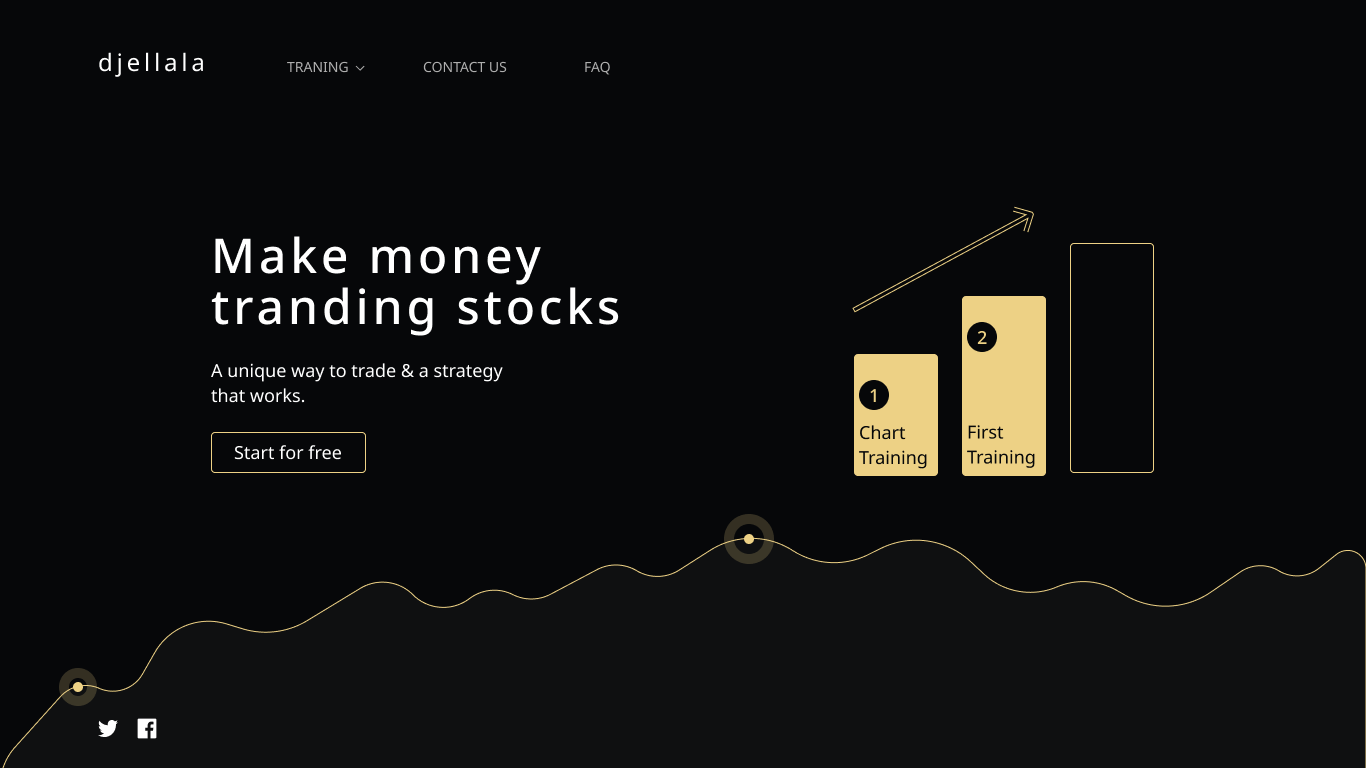 djellala
TRANING
CONTACT US
FAQ
Make money
tranding stocks
A unique way to trade & a strategy
that works.
Start for free
1
Chart
Training
2
First
Training